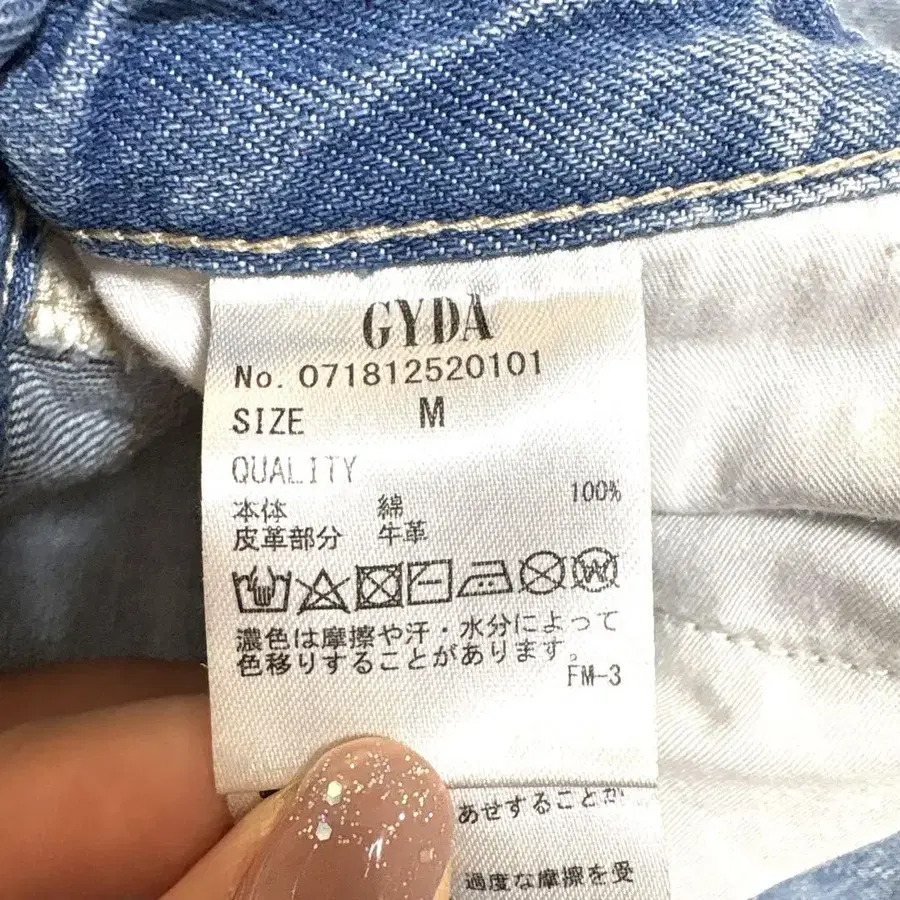 GYDA
No. 071812520101
SIZE M
QUALITY
本体 綿 100%
皮革部分 牛革
濃色は摩擦や汗・水分によって
色移りすることがあります。
FM-3
あせすることが
過度な摩擦を受